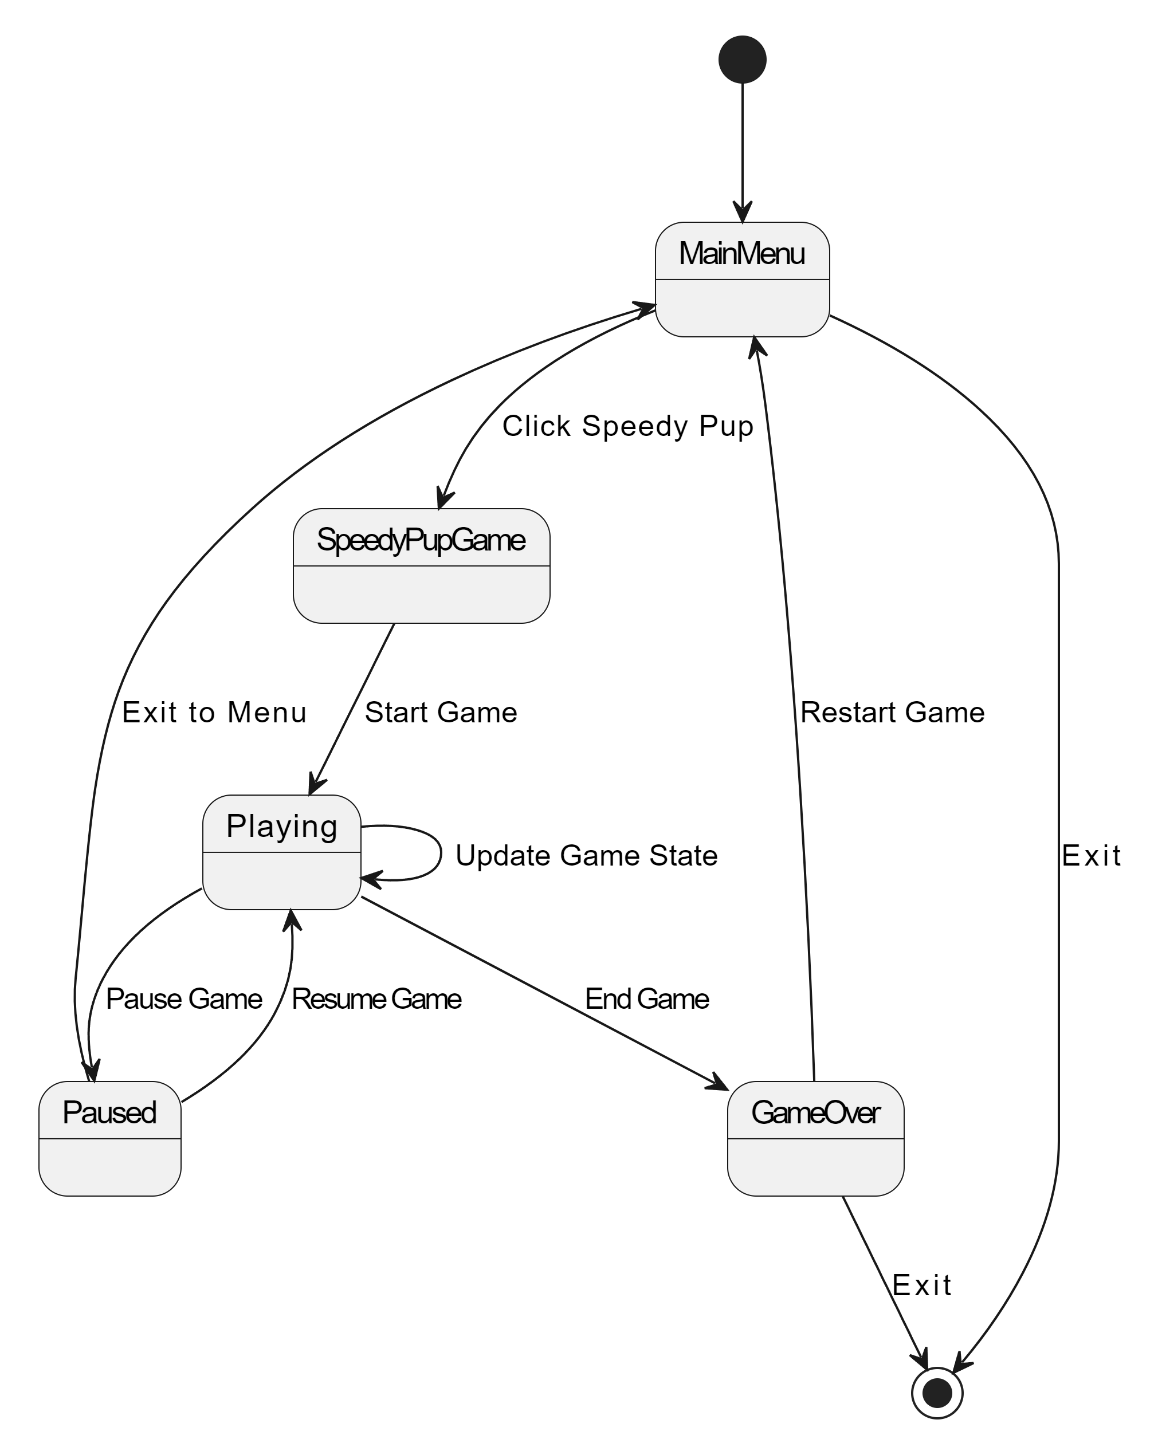 MainMenu
Click Speedy Pup
SpeedyPupGame
Exit to Menu
Start Game
Restart Game
Playing
Update Game State
Exit
Pause Game
Resume Game
End Game
Paused
GameOver
Exit